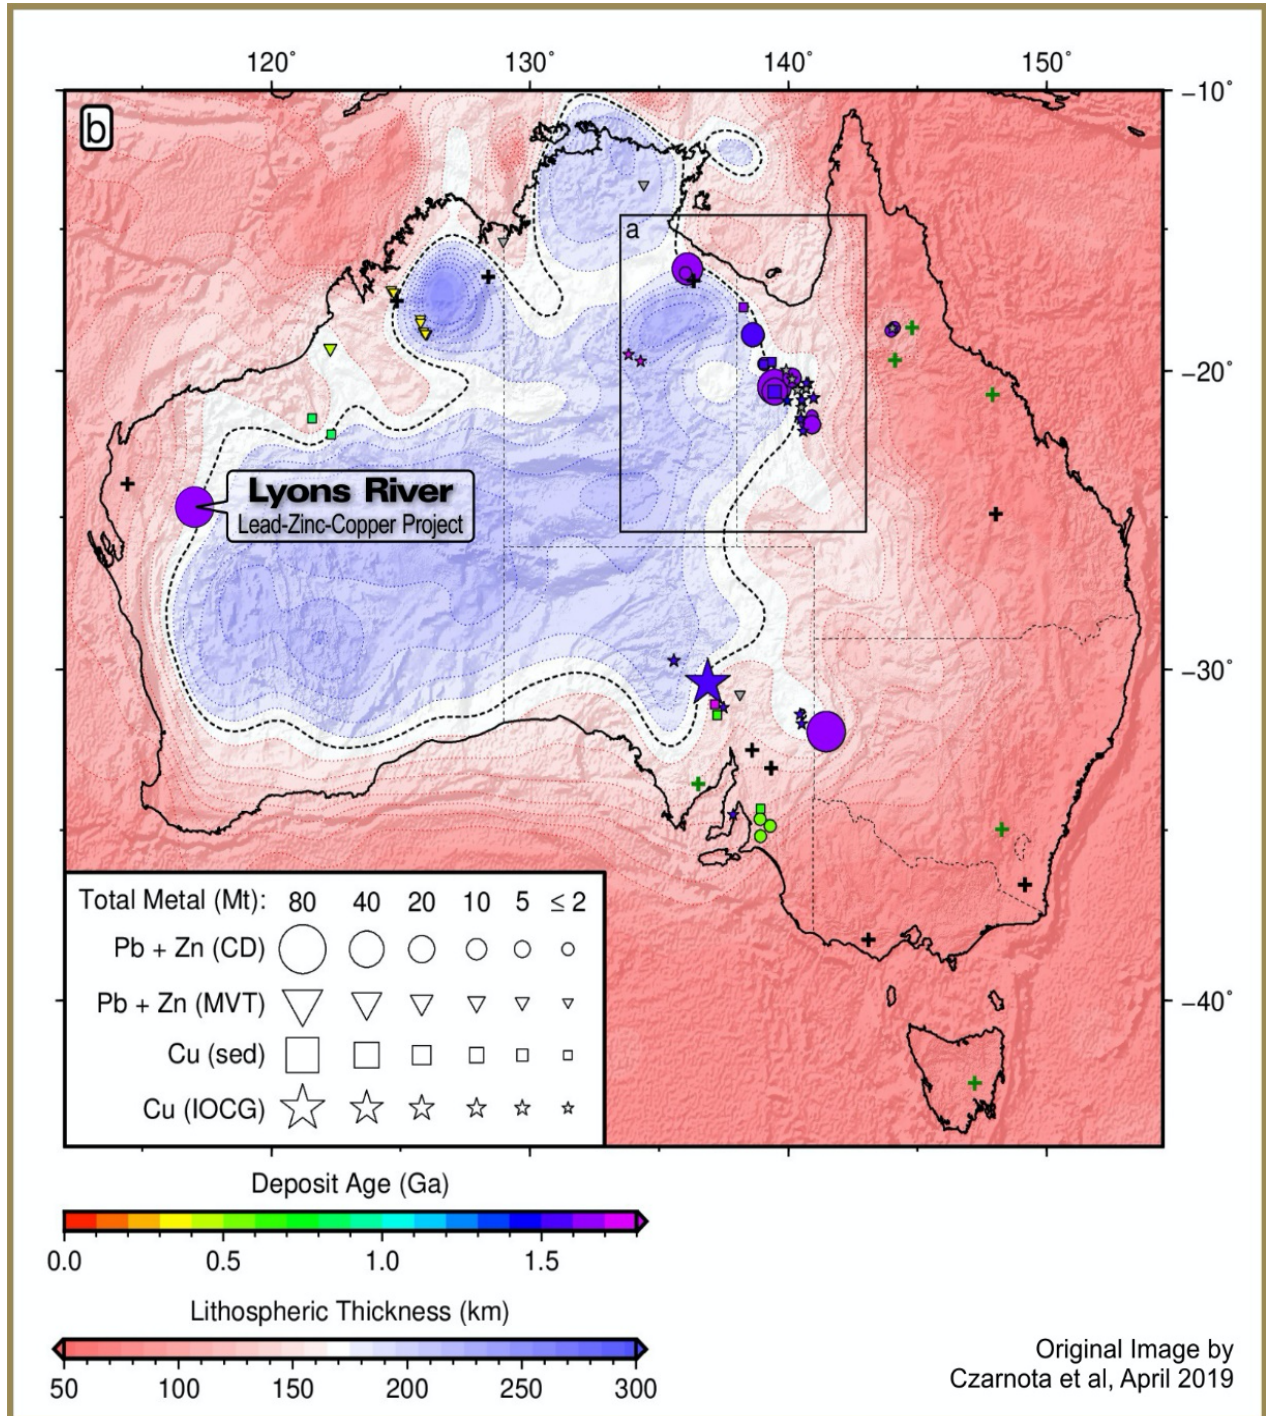 120° 130° 140° 150°
b
−10°
a
−20°
Lyons River
Lead-Zinc-Copper Project
−30°
Total Metal (Mt): 80 40 20 10 5 ≤ 2
Pb + Zn (CD)
Pb + Zn (MVT)
−40°
Cu (sed)
Cu (IOCG)
Deposit Age (Ga)
0.0 0.5 1.0 1.5
Lithospheric Thickness (km)
50 100 150 200 250 300
Original Image by
Czarnota et al, April 2019